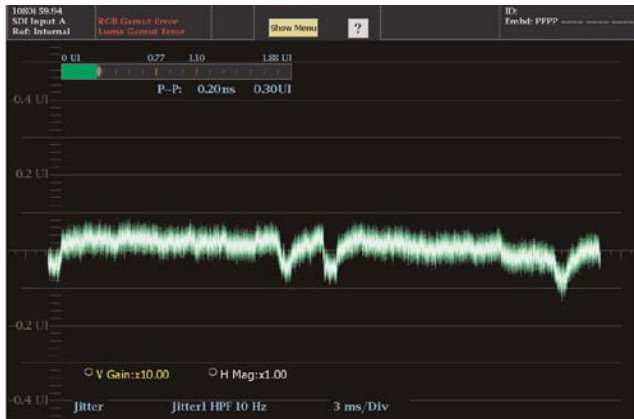 1080i 59.94
SDI Input A
Ref: Internal
RGB Gamut Error
Luma Gamut Error
Show Menu
?
ID:
Embd: PPPP ---- ---- ----
0 UI 0.77 1.10 1.88 UI
P-P: 0.20ns 0.30UI
0.4 UI
0.2 UI
-0.2 UI
V Gain:x10.00 H Mag:x1.00
-0.4 UI
Jitter Jitter1 HPF 10 Hz 3 ms/Div